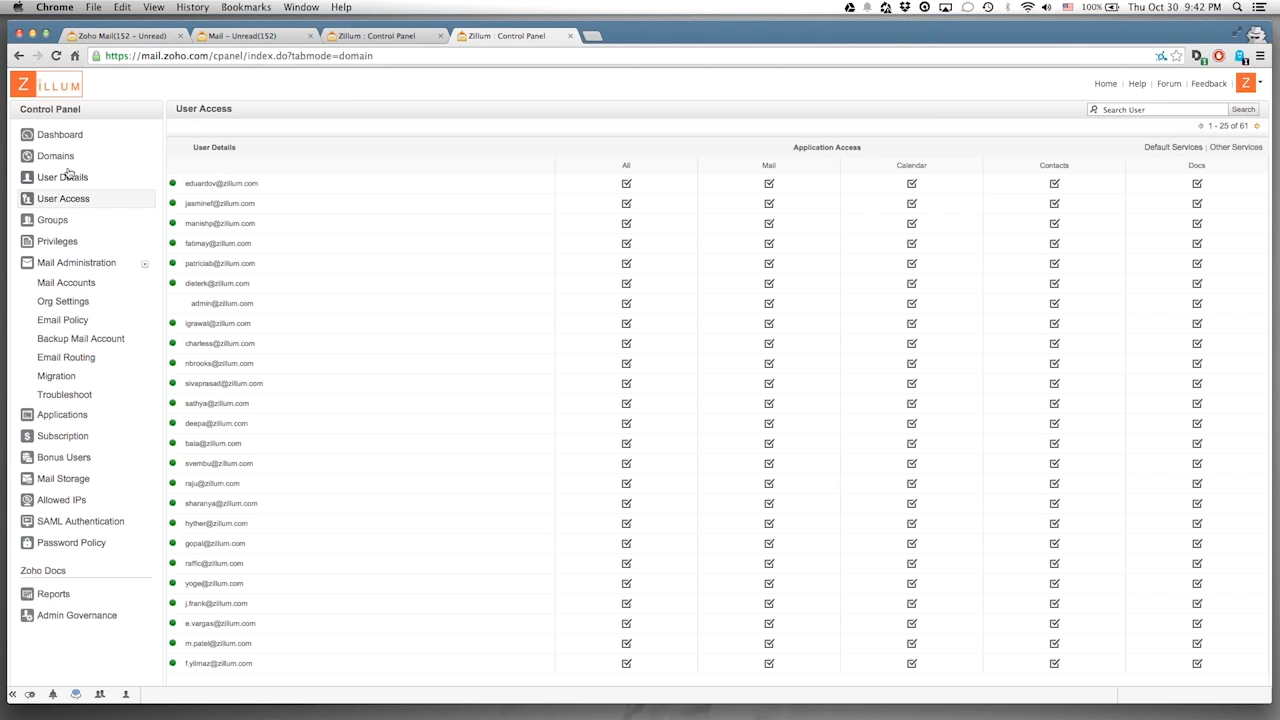 Chrome File Edit View History Bookmarks Window Help 100% Thu Oct 30 9:42 PM
Zoho Mail(152 - Unread) Mail - Unread(152) Zillum : Control Panel Zillum : Control Panel
https://mail.zoho.com/cpanel/index.do?tabmode=domain
ZILLUM Home Help Forum Feedback Z
Control Panel
Dashboard
Domains
User Details
User Access
Groups
Privileges
Mail Administration
Mail Accounts
Org Settings
Email Policy
Backup Mail Account
Email Routing
Migration
Troubleshoot
Applications
Subscription
Bonus Users
Mail Storage
Allowed IPs
SAML Authentication
Password Policy
Zoho Docs
Reports
Admin Governance
User Access Search User Search
1 - 25 of 61
User Details Application Access Default Services | Other Services
All Mail Calendar Contacts Docs
eduardov@zillum.com
jasminef@zillum.com
manishp@zillum.com
fatimay@zillum.com
patriciab@zillum.com
dieterk@zillum.com
admin@zillum.com
igrawal@zillum.com
charless@zillum.com
nbrooks@zillum.com
sivaprasad@zillum.com
sathya@zillum.com
deepa@zillum.com
bala@zillum.com
svembu@zillum.com
raju@zillum.com
sharanya@zillum.com
hyther@zillum.com
gopal@zillum.com
raffic@zillum.com
yoge@zillum.com
j.frank@zillum.com
e.vargas@zillum.com
m.patel@zillum.com
f.yilmaz@zillum.com